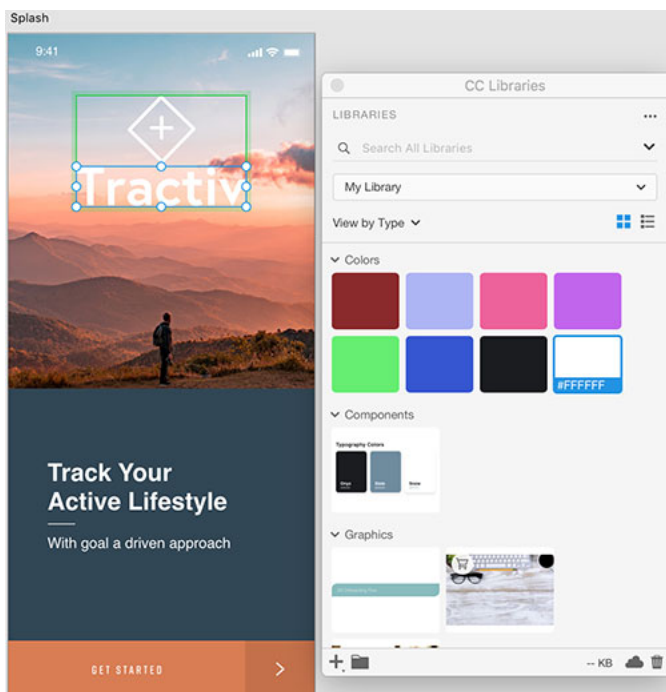 Splash
9:41
Tractiv
Track Your
Active Lifestyle
With goal a driven approach
GET STARTED
CC Libraries
LIBRARIES
Search All Libraries
My Library
View by Type
Colors
#FFFFFF
Components
Typography Colors
Graphics
-- KB